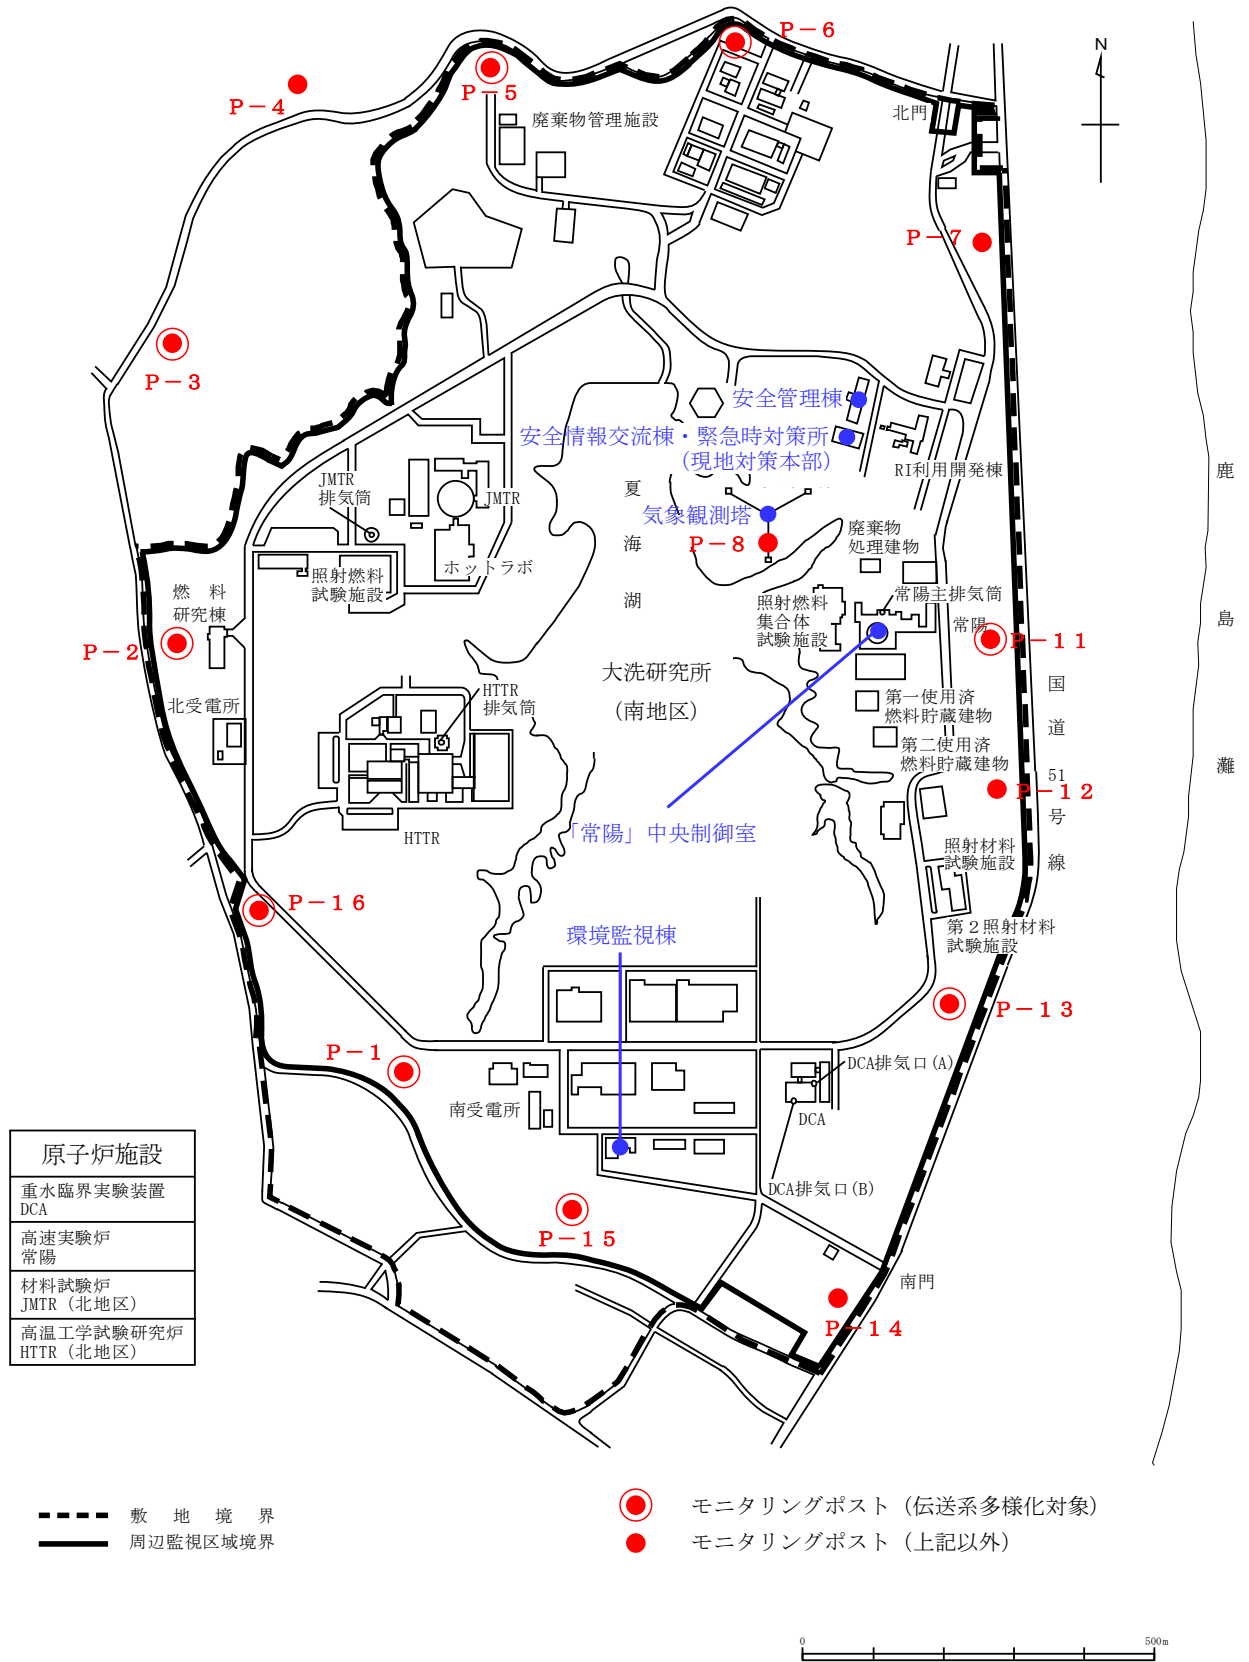 P－6
N
P－4
P－5
廃棄物管理施設
北門
P－7
P－3
安全管理棟
安全情報交流棟・緊急時対策所
（現地対策本部）
RI利用開発棟
JMTR
排気筒
JMTR
夏
海
湖
気象観測塔
P－8
廃棄物
処理建物
ホットラボ
照射燃料
試験施設
燃　料
研究棟
P－2
照射燃料
集合体
試験施設
常陽主排気筒
常陽
P－11
鹿
島
灘
大洗研究所
（南地区）
HTTR
排気筒
北受電所
第一使用済
燃料貯蔵建物
第二使用済
燃料貯蔵建物
国
道
51
号
線
P－12
「常陽」中央制御室
HTTR
照射材料
試験施設
P－16
第２照射材料
試験施設
環境監視棟
P－13
P－1
DCA排気口(A)
南受電所
DCA
DCA排気口(B)
P－15
南門
P－14
原子炉施設
重水臨界実験装置
DCA
高速実験炉
常陽
材料試験炉
JMTR（北地区）
高温工学試験研究炉
HTTR（北地区）
敷　地　境　界
周辺監視区域境界
モニタリングポスト（伝送系多様化対象）
モニタリングポスト（上記以外）
0
500m